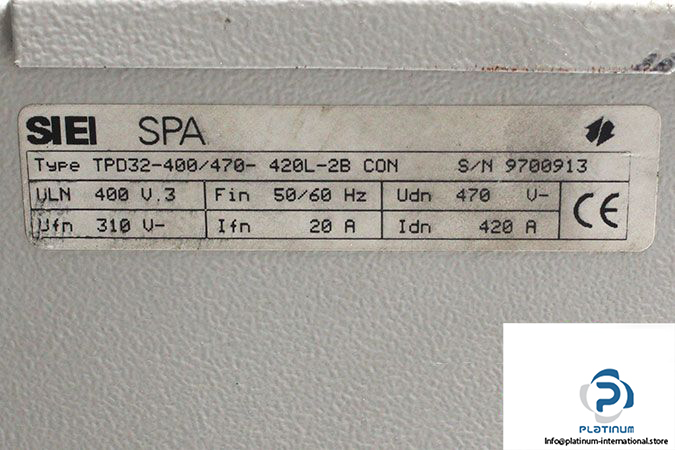 SIEI SPA
Type TPD32-400/470- 420L-2B CON S/N 9700913
ULN 400 V.3 Fin 50/60 Hz Udn 470 V- CE
Ufn 310 V- Ifn 20 A Idn 420 A
PLATINUM
Info@platinum-international.store